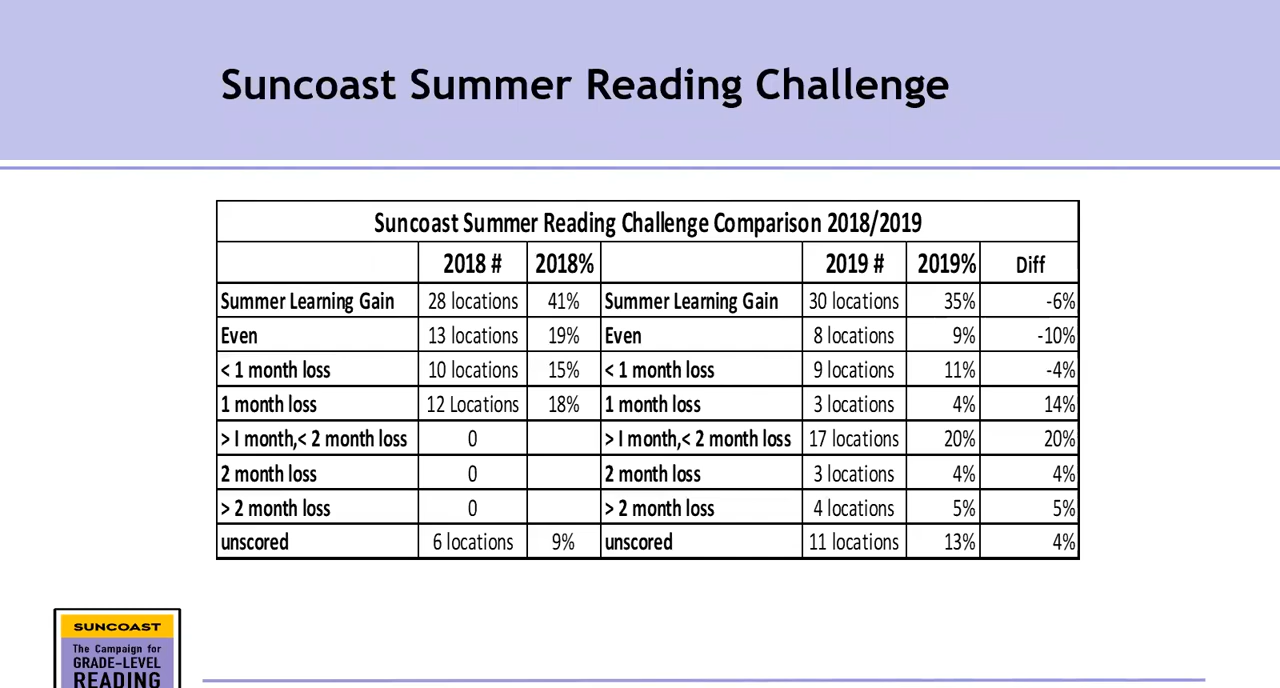 Suncoast Summer Reading Challenge
Suncoast Summer Reading Challenge Comparison 2018/2019
2018 # 2018% 2019 # 2019% Diff
Summer Learning Gain 28 locations 41% Summer Learning Gain 30 locations 35% -6%
Even 13 locations 19% Even 8 locations 9% -10%
< 1 month loss 10 locations 15% < 1 month loss 9 locations 11% -4%
1 month loss 12 Locations 18% 1 month loss 3 locations 4% 14%
> I month,< 2 month loss 0 > I month,< 2 month loss 17 locations 20% 20%
2 month loss 0 2 month loss 3 locations 4% 4%
> 2 month loss 0 > 2 month loss 4 locations 5% 5%
unscored 6 locations 9% unscored 11 locations 13% 4%
SUNCOAST
The Campaign for
GRADE-LEVEL
READING